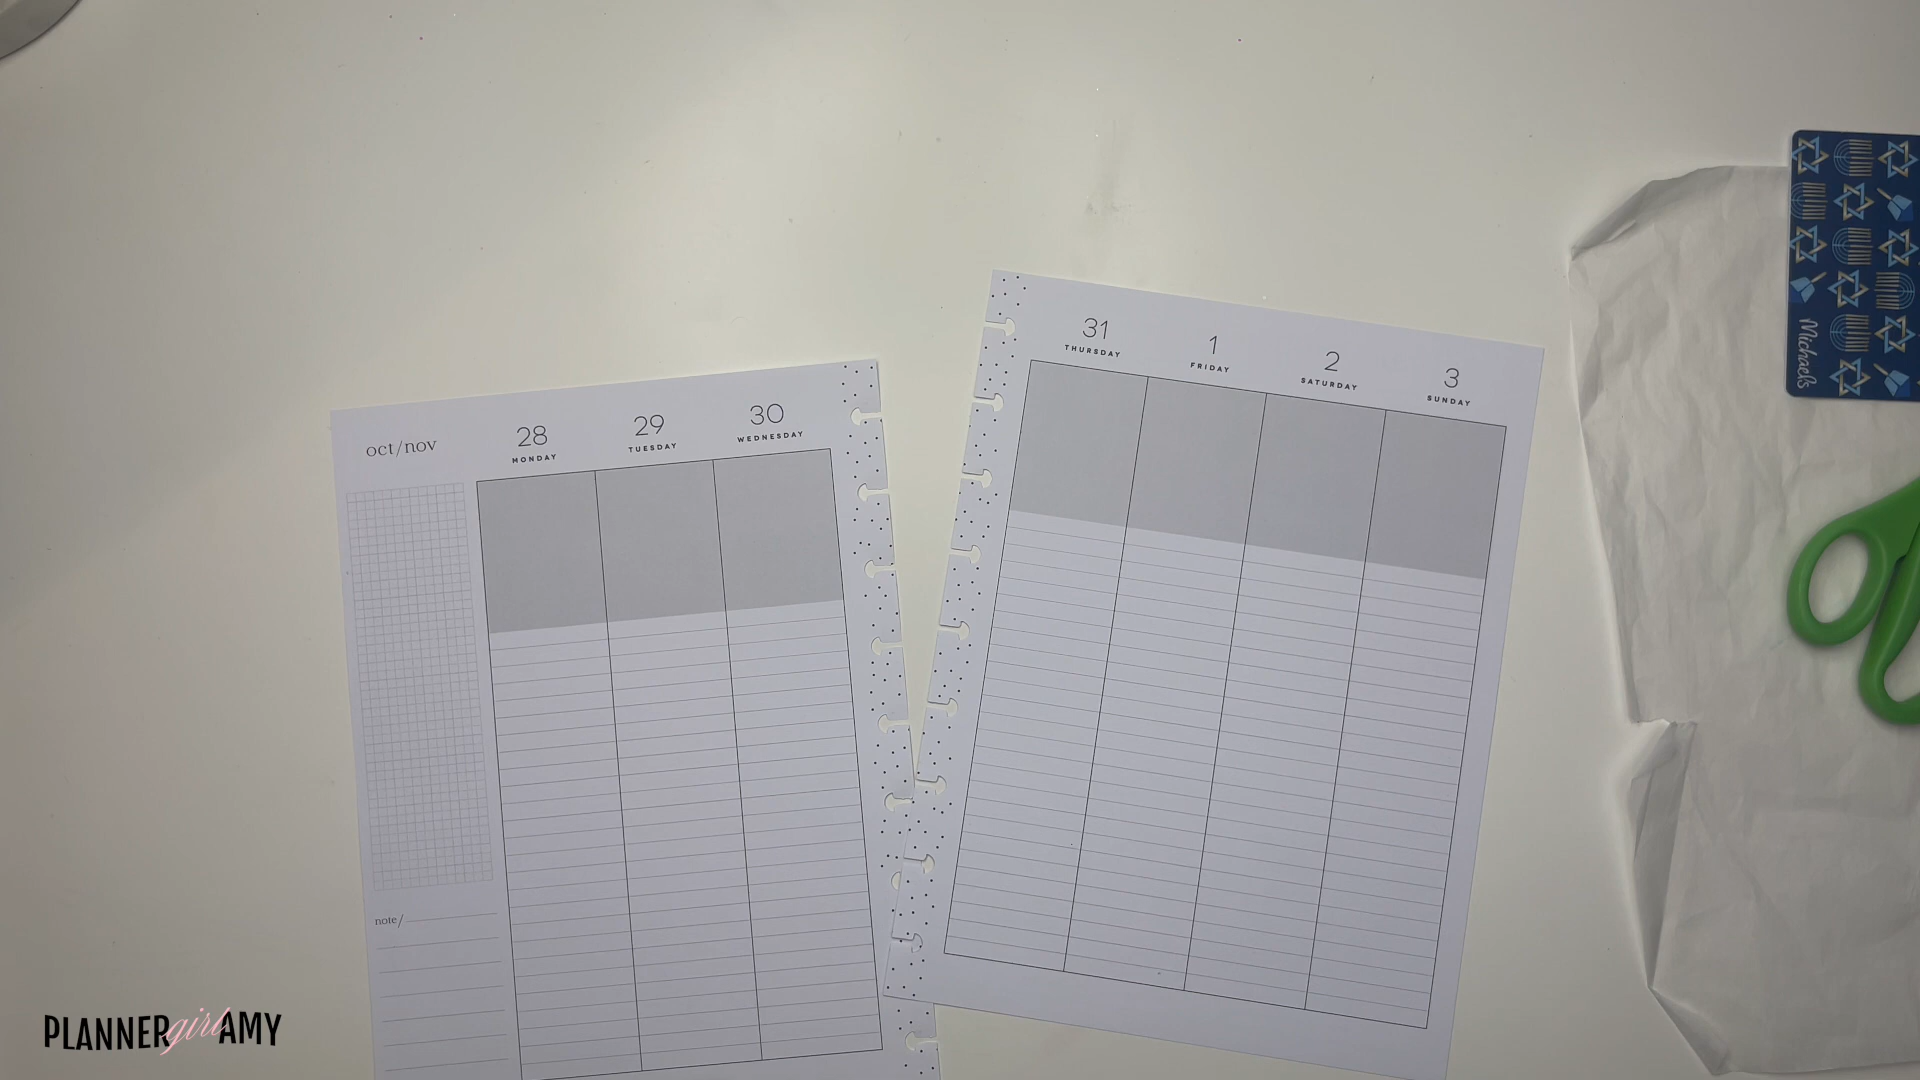 oct/nov
28
MONDAY
29
TUESDAY
30
WEDNESDAY
note/
31
THURSDAY
1
FRIDAY
2
SATURDAY
3
SUNDAY
Michaels
PLANNER girl AMY